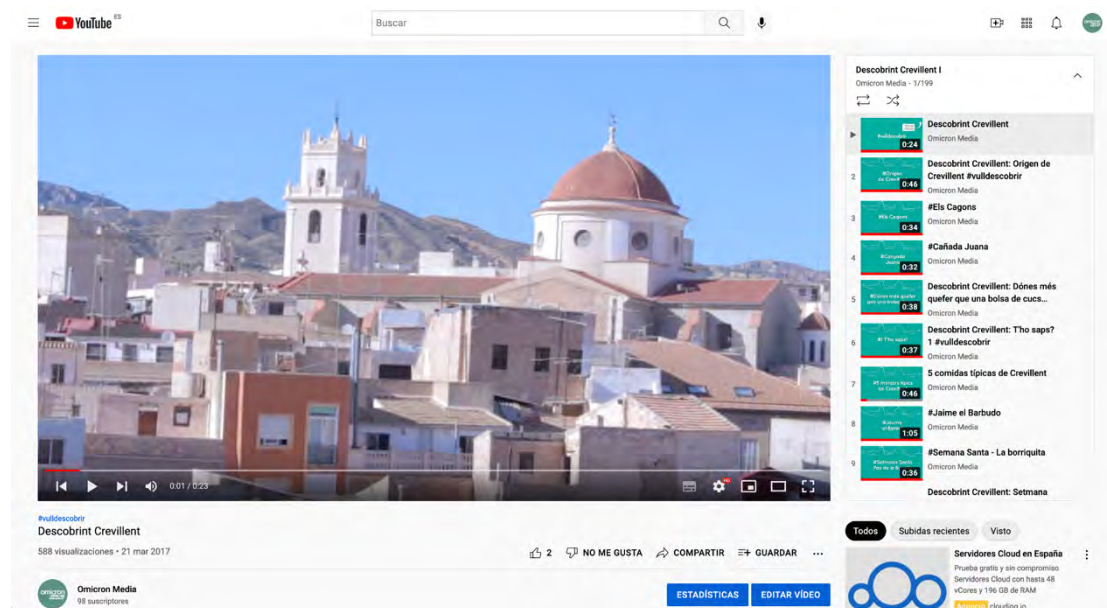 YouTube ES
Buscar
0:01 / 0:23
#vulldescobrir
Descobrint Crevillent
588 visualizaciones • 21 mar 2017
2
NO ME GUSTA
COMPARTIR
GUARDAR
Omicron Media
98 suscriptores
ESTADÍSTICAS
EDITAR VÍDEO
Descobrint Crevillent I
Omicron Media - 1/199
0:24
Descobrint Crevillent
Omicron Media
2
0:46
Descobrint Crevillent: Origen de
Crevillent #vulldescobrir
Omicron Media
3
#Els Cagons
0:34
#Els Cagons
Omicron Media
4
0:32
#Cañada Juana
Omicron Media
5
0:38
Descobrint Crevillent: Dónes més
quefer que una bolsa de cucs...
Omicron Media
6
0:37
Descobrint Crevillent: T'ho saps?
1 #vulldescobrir
Omicron Media
7
0:46
5 comidas típicas de Crevillent
Omicron Media
8
1:05
#Jaime el Barbudo
Omicron Media
9
0:36
#Semana Santa - La borriquita
Omicron Media
Descobrint Crevillent: Setmana
Todos
Subidas recientes
Visto
Servidores Cloud en España
Prueba gratis y sin compromiso
Servidores Cloud con hasta 48
vCores y 196 GB de RAM
Anuncio clouding.io